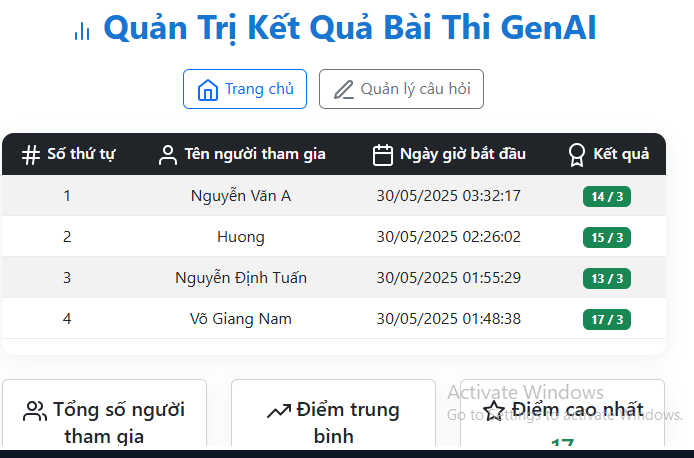 Quản Trị Kết Quả Bài Thi GenAI
Trang chủ Quản lý câu hỏi
Số thứ tự Tên người tham gia Ngày giờ bắt đầu Kết quả
1 Nguyễn Văn A 30/05/2025 03:32:17 14 / 3
2 Huong 30/05/2025 02:26:02 15 / 3
3 Nguyễn Định Tuấn 30/05/2025 01:55:29 13 / 3
4 Võ Giang Nam 30/05/2025 01:48:38 17 / 3
Tổng số người tham gia
Điểm trung bình
Điểm cao nhất
17
Activate Windows
Go to Settings to activate Windows.